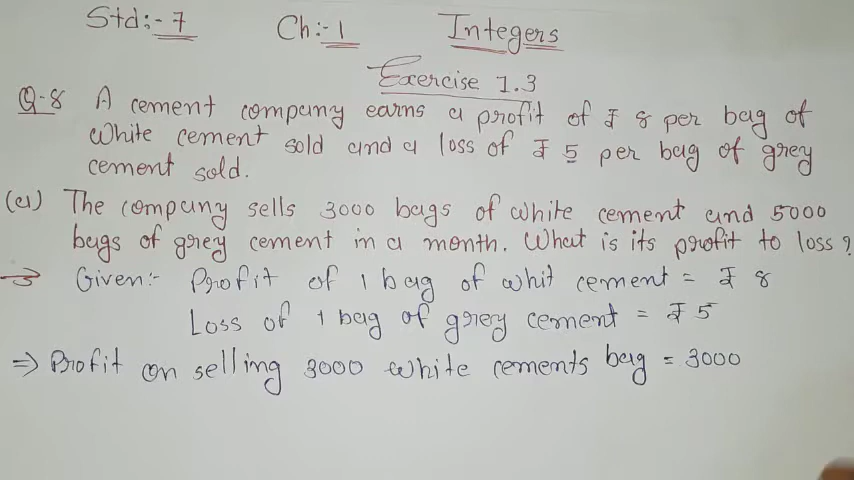 Std:- 7 Ch:- 1 Integers
Exercise 1.3
Q-8 A cement company earns a profit of ₹ 8 per bag of
white cement sold and a loss of ₹ 5 per bag of grey
cement sold.
(a) The company sells 3000 bags of white cement and 5000
bags of grey cement in a month. What is its profit to loss?
→ Given:- Profit of 1 bag of whit cement = ₹ 8
Loss of 1 bag of grey cement = ₹ 5
⇒ Profit on selling 3000 white cements bag = 3000